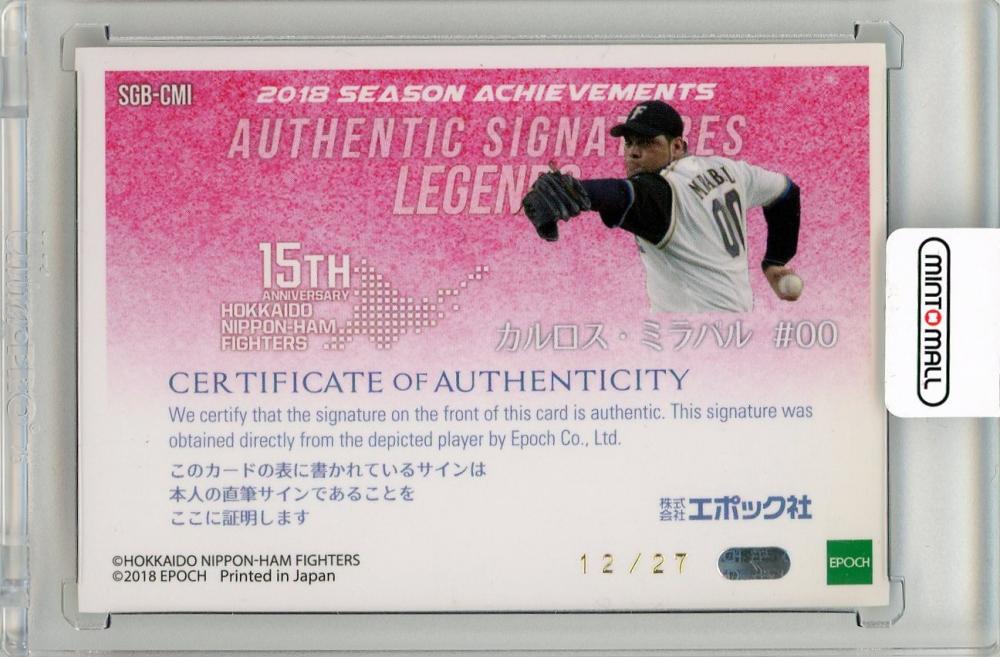 SGB-CMI
2018 SEASON ACHIEVEMENTS
AUTHENTIC SIGNATURES
LEGENDS
MIRABAL
00
15TH
ANNIVERSARY
HOKKAIDO
NIPPON-HAM
FIGHTERS
カルロス・ミラバル #00
CERTIFICATE OF AUTHENTICITY
We certify that the signature on the front of this card is authentic. This signature was
obtained directly from the depicted player by Epoch Co., Ltd.
このカードの表に書かれているサインは
本人の直筆サインであることを
ここに証明します
株式会社エポック社
©HOKKAIDO NIPPON-HAM FIGHTERS
©2018 EPOCH Printed in Japan
12/27
EPOCH
MINTOMALL